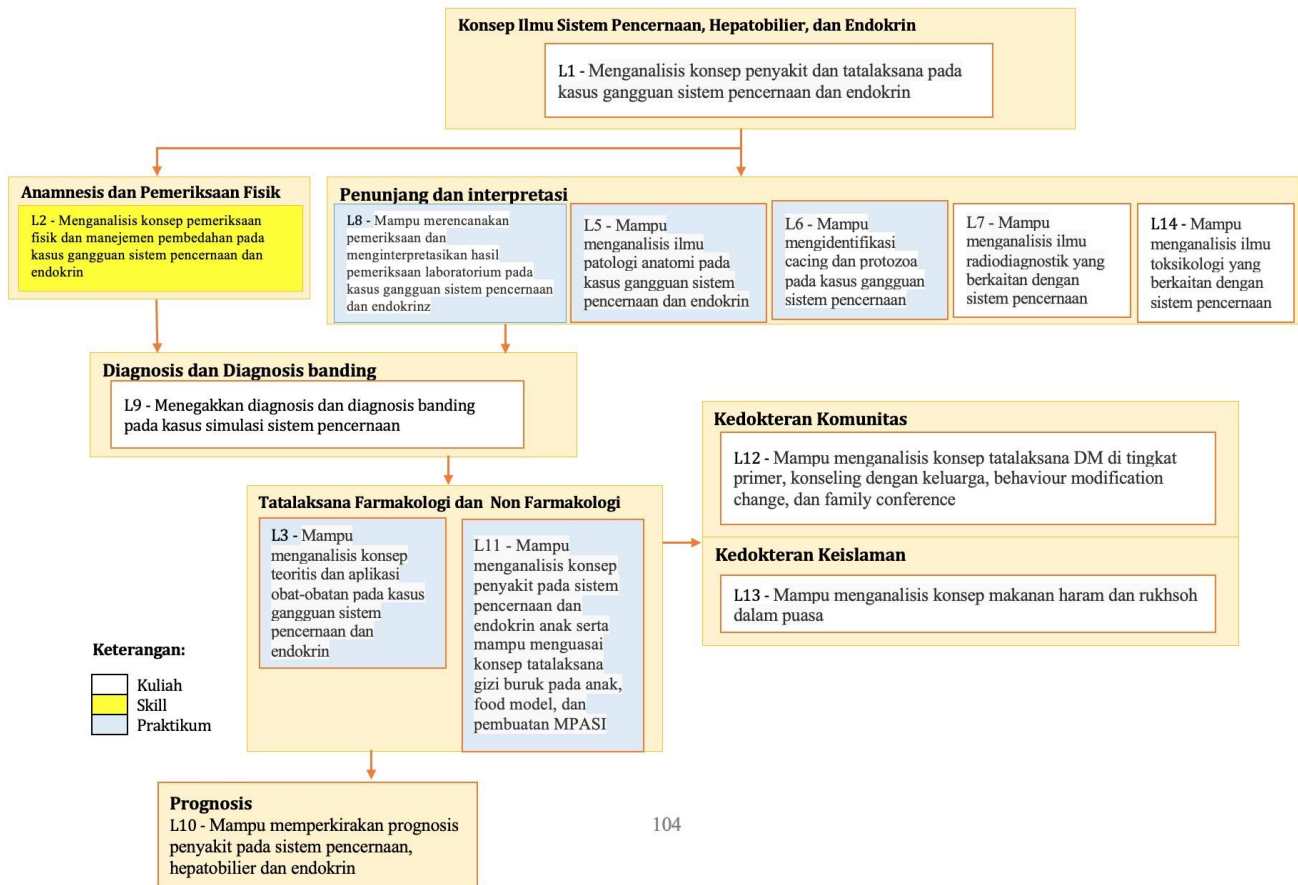 Konsep Ilmu Sistem Pencernaan, Hepatobilier, dan Endokrin
L1 - Menganalisis konsep penyakit dan tatalaksana pada
kasus gangguan sistem pencernaan dan endokrin
Anamnesis dan Pemeriksaan Fisik
L2 - Menganalisis konsep pemeriksaan
fisik dan manejemen pembedahan pada
kasus gangguan sistem pencernaan dan
endokrin
Penunjang dan interpretasi
L8 - Mampu merencanakan
pemeriksaan dan
menginterpretasikan hasil
pemeriksaan laboratorium pada
kasus gangguan sistem pencernaan
dan endokrinz
L5 - Mampu
menganalisis ilmu
patologi anatomi pada
kasus gangguan sistem
pencernaan dan endokrin
L6 - Mampu
mengidentifikasi
cacing dan protozoa
pada kasus gangguan
sistem pencernaan
L7 - Mampu
menganalisis ilmu
radiodiagnostik yang
berkaitan dengan
sistem pencernaan
L14 - Mampu
menganalisis ilmu
toksikologi yang
berkaitan dengan
sistem pencernaan
Diagnosis dan Diagnosis banding
L9 - Menegakkan diagnosis dan diagnosis banding
pada kasus simulasi sistem pencernaan
Kedokteran Komunitas
L12 - Mampu menganalisis konsep tatalaksana DM di tingkat
primer, konseling dengan keluarga, behaviour modification
change, dan family conference
Kedokteran Keislaman
L13 - Mampu menganalisis konsep makanan haram dan rukhsoh
dalam puasa
Tatalaksana Farmakologi dan Non Farmakologi
L3 - Mampu
menganalisis konsep
teoritis dan aplikasi
obat-obatan pada kasus
gangguan sistem
pencernaan dan
endokrin
L11 - Mampu
menganalisis konsep
penyakit pada sistem
pencernaan dan
endokrin anak serta
mampu menguasai
konsep tatalaksana
gizi buruk pada anak,
food model, dan
pembuatan MPASI
Keterangan:
Kuliah
Skill
Praktikum
Prognosis
L10 - Mampu memperkirakan prognosis
penyakit pada sistem pencernaan,
hepatobilier dan endokrin
104